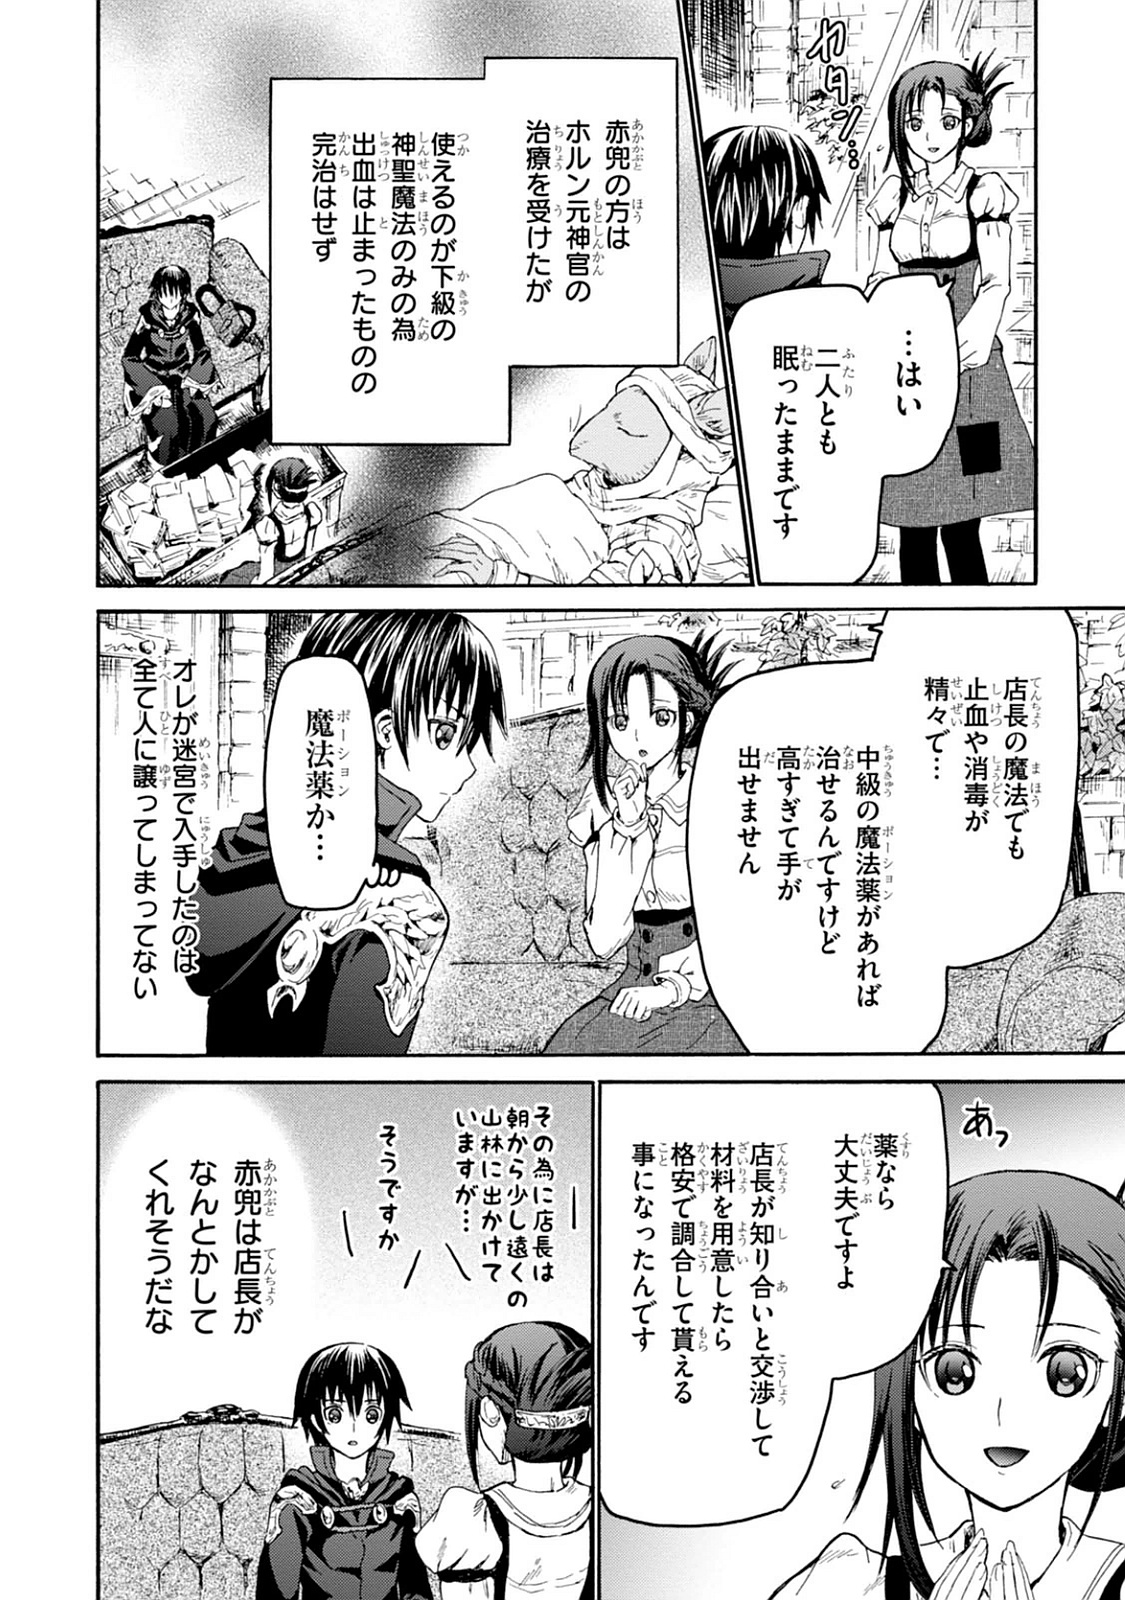 カタン…
…はい
二人とも
眠ったままです
赤兜の方は
ホルン元神官の
治療を受けたが
使えるのが下級の
神聖魔法のみの為
出血は止まったものの
完治はせず
店長の魔法でも
止血や消毒が
精々で…
中級の魔法薬があれば
治せるんですけど
高すぎて手が
出せません
魔法薬か…
オレが迷宮で入手したのは
全て人に譲ってしまってない
あっ
薬なら
大丈夫ですよ
店長が知り合いと交渉して
材料を用意したら
格安で調合して貰える
事になったんです
その為に店長は
朝から少し遠くの
山林に出かけて
いますが…
そうですか
赤兜は店長が
なんとかして
くれそうだな